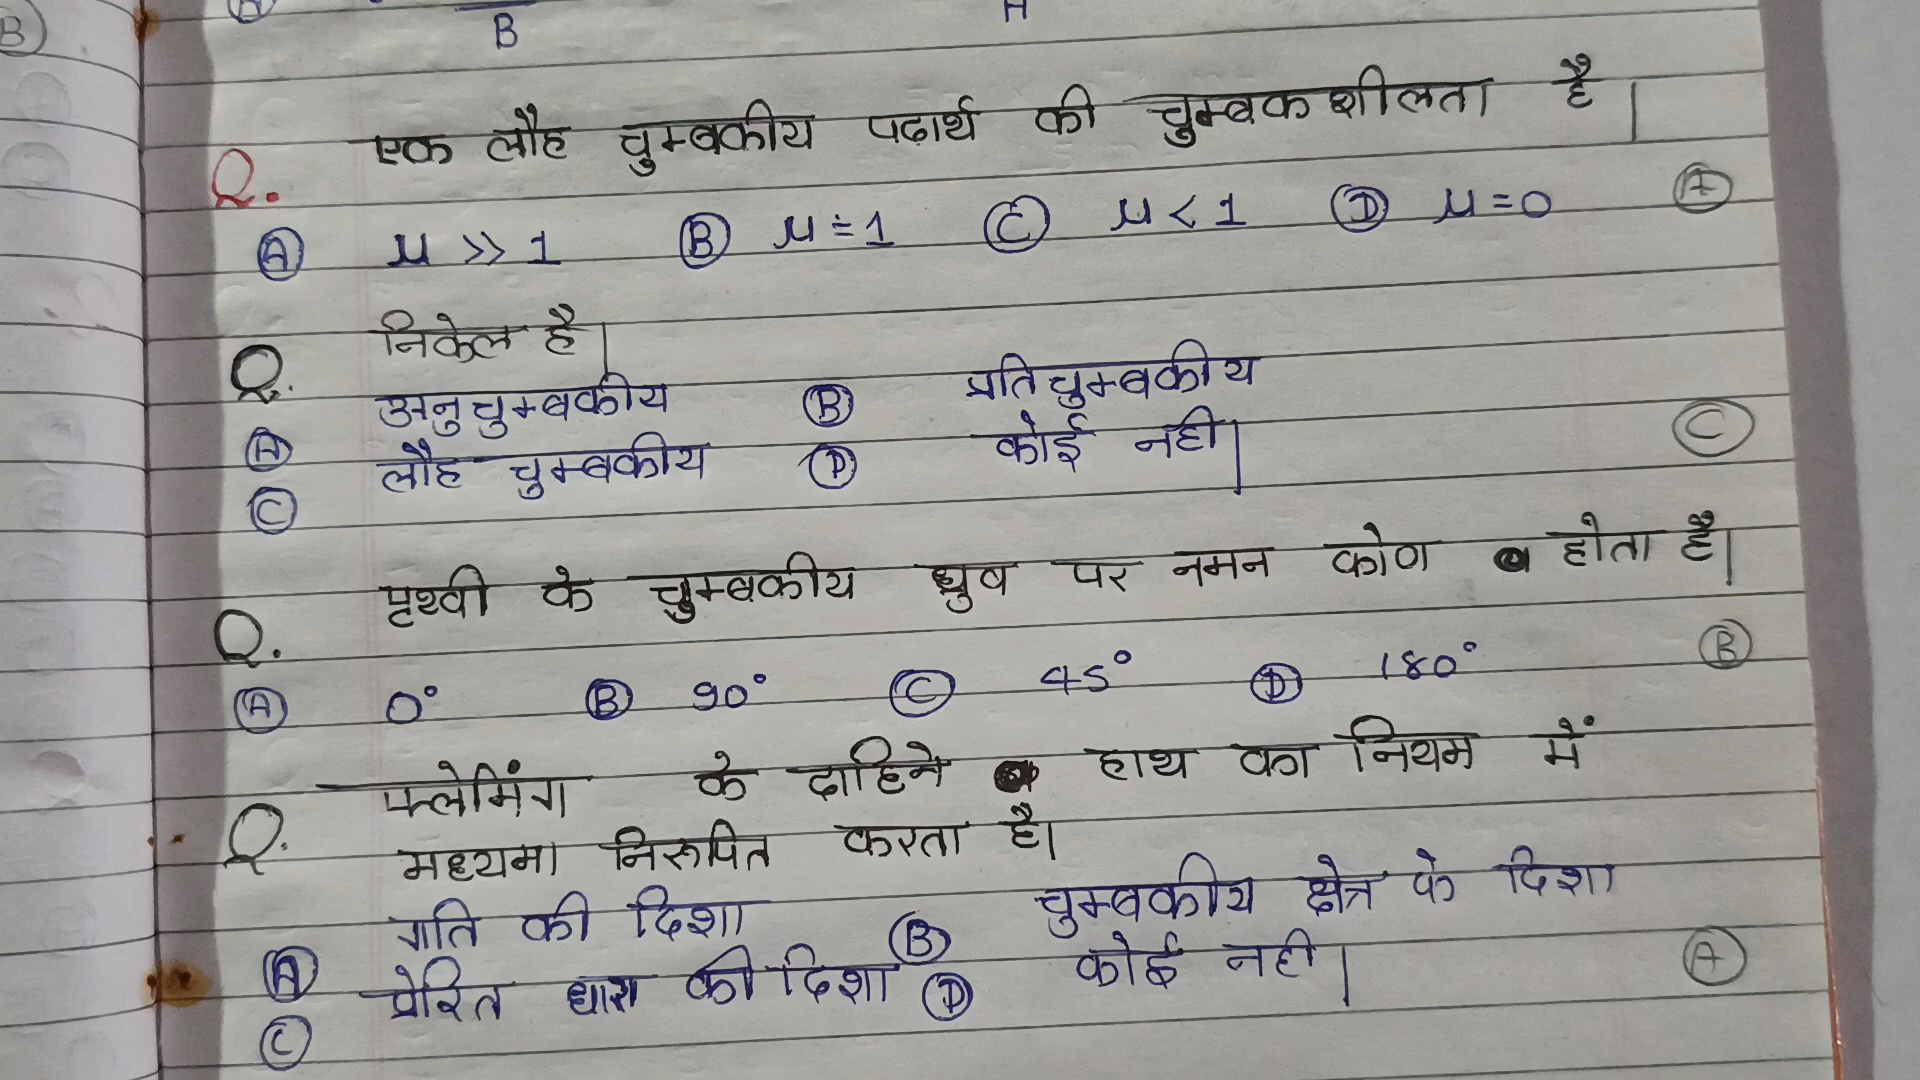 B
B
एक लौह चुम्बकीय पदार्थ की चुम्बकशीलता है।
Q.
A μ >> 1 B μ = 1 C μ < 1 D μ = 0 A
Q. निकेल है।
A अनुचुम्बकीय B प्रतिचुम्बकीय
C लौह चुम्बकीय D कोई नही। C
Q. पृथ्वी के चुम्बकीय ध्रुव पर नमन कोण होता है।
A 0° B 90° C 45° D 180° B
Q. फ्लेमिंग के दाहिने हाथ का नियम में
मध्यमा निरूपित करता है।
A गति की दिशा B चुम्बकीय क्षेत्र के दिशा
C प्रेरित धारा की दिशा D कोई नही। A